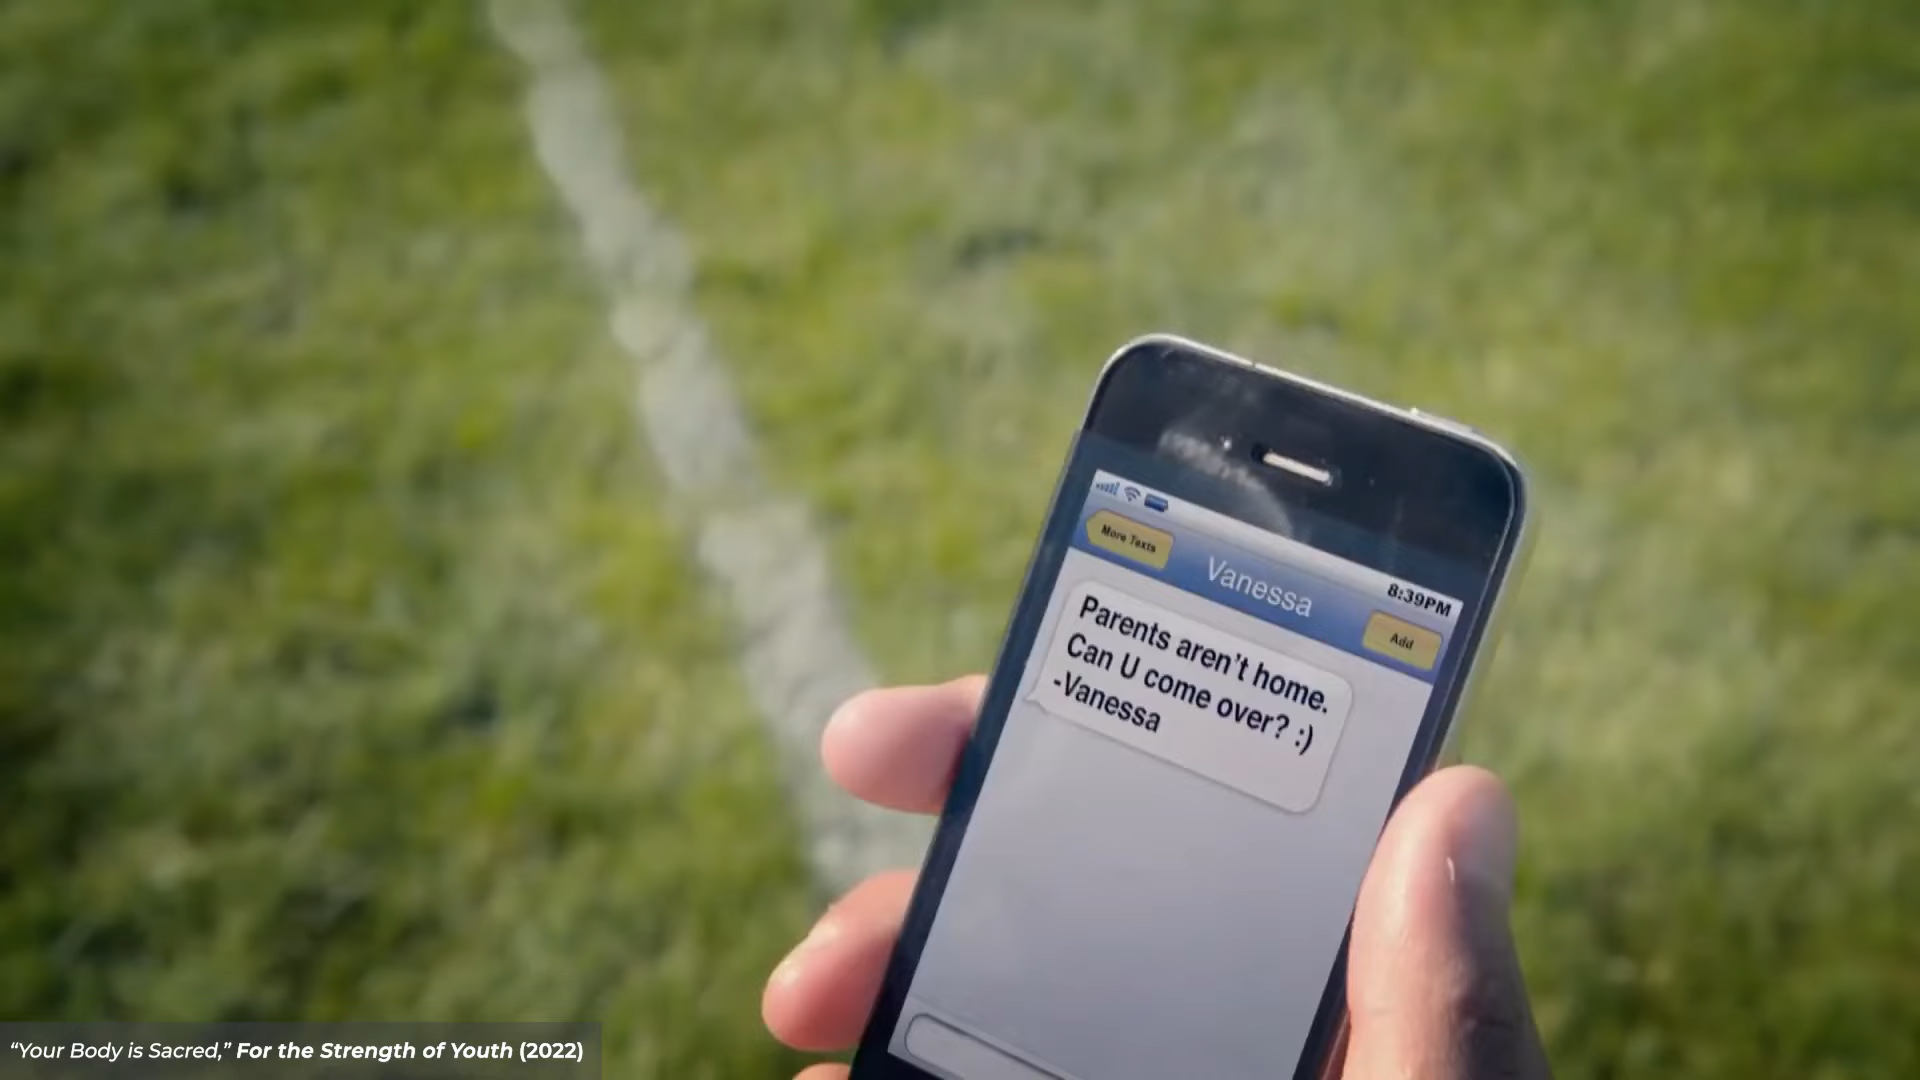 More Texts
Vanessa
8:39PM
Add
Parents aren't home.
Can U come over? :)
-Vanessa
“Your Body is Sacred,” For the Strength of Youth (2022)